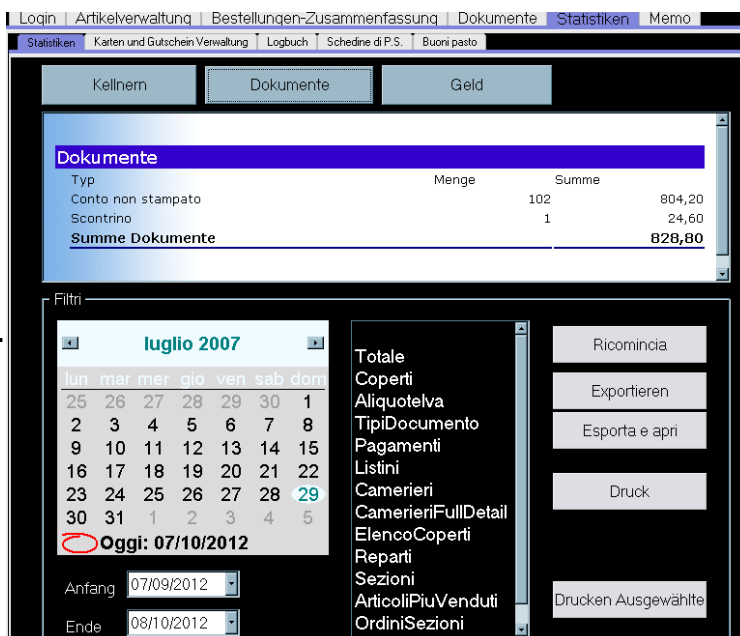 Login Artikelverwaltung Bestellungen-Zusammenfassung Dokumente Statistiken Memo
Statistiken Karten und Gutschein Verwaltung Logbuch Schedine di P.S. Buoni pasto
Kellnern Dokumente Geld
Dokumente
Typ Menge Summe
Conto non stampato 102 804,20
Scontrino 1 24,60
Summe Dokumente 828,80
Filtri
luglio 2007
lun mar mer gio ven sab dom
25 26 27 28 29 30 1
2 3 4 5 6 7 8
9 10 11 12 13 14 15
16 17 18 19 20 21 22
23 24 25 26 27 28 29
30 31 1 2 3 4 5
Oggi: 07/10/2012
Anfang 07/09/2012
Ende 08/10/2012
Totale
Coperti
AliquoteIva
TipiDocumento
Pagamenti
Listini
Camerieri
CamerieriFullDetail
ElencoCoperti
Reparti
Sezioni
ArticoliPiuVenduti
OrdiniSezioni
Ricomincia
Exportieren
Esporta e apri
Druck
Drucken Ausgewählte